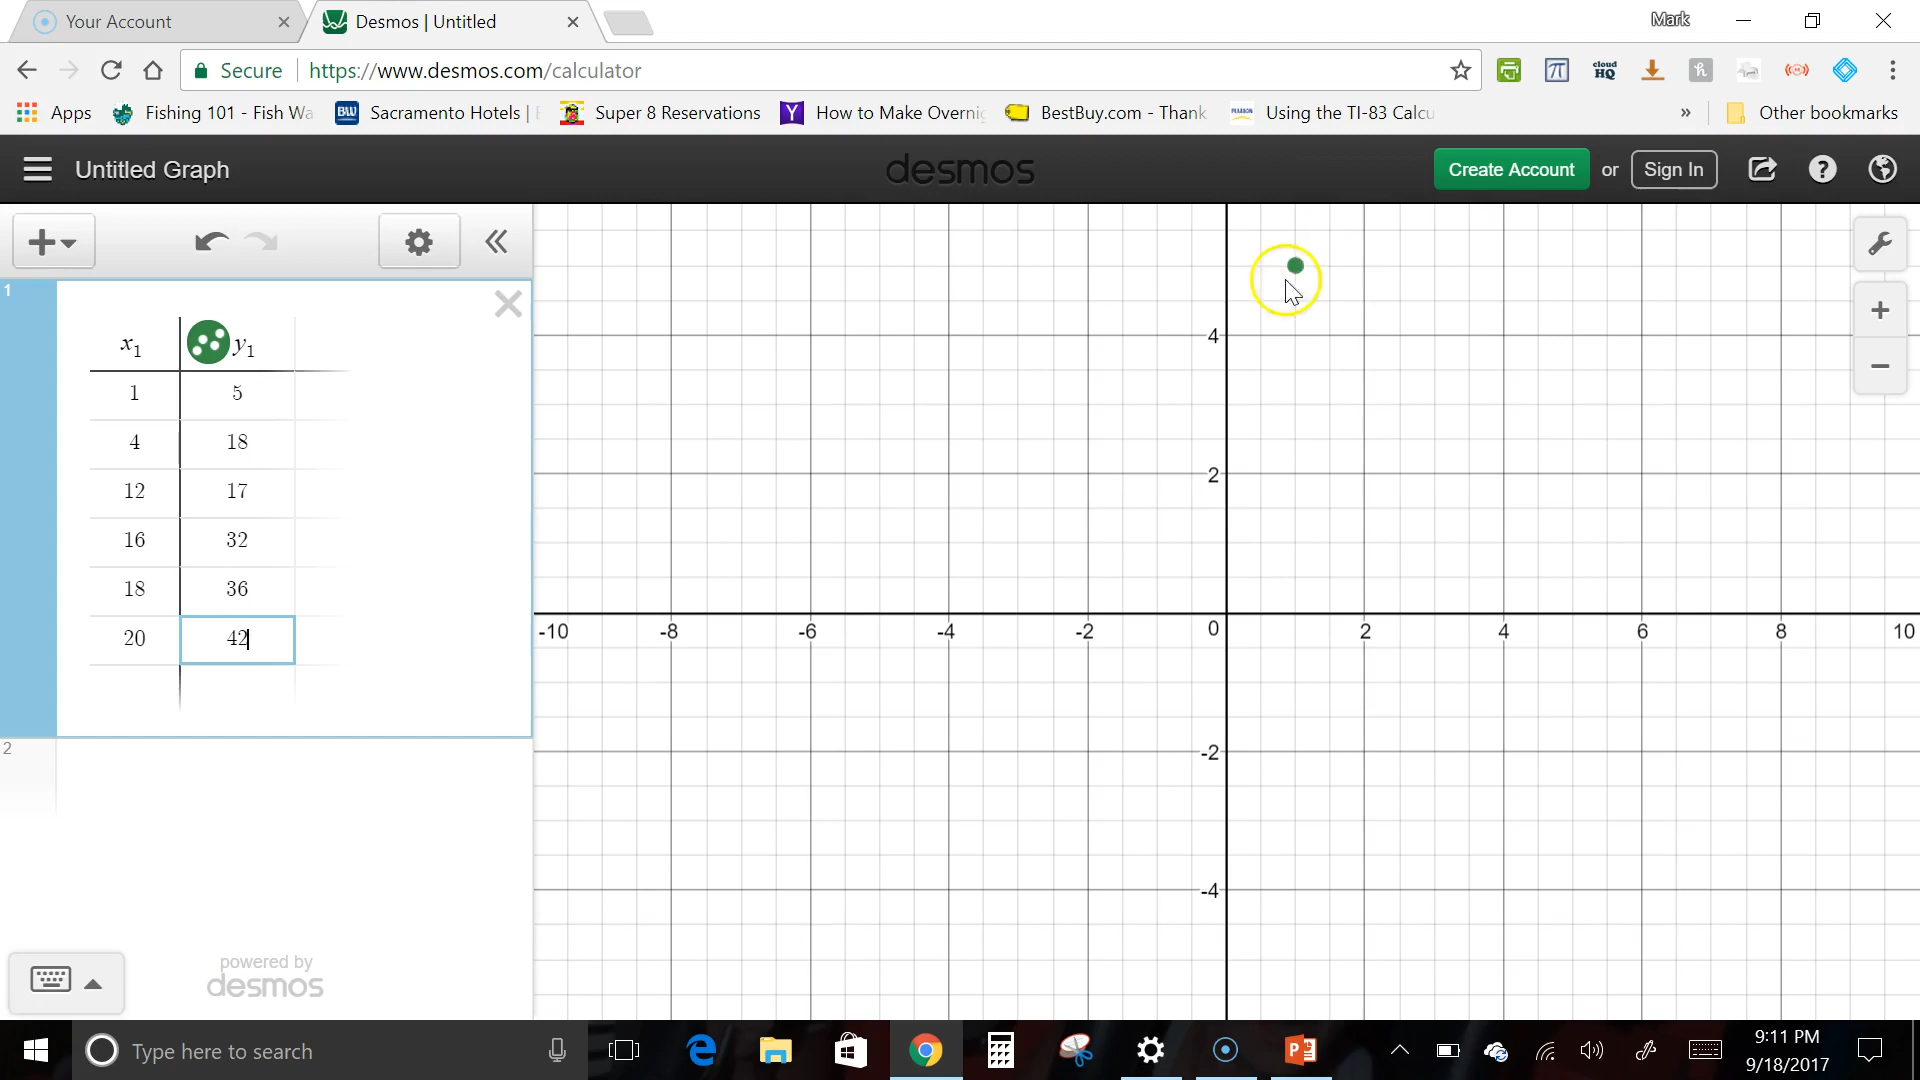 Your Account
Desmos | Untitled
Mark
Secure https://www.desmos.com/calculator
cloud HQ
Apps Fishing 101 - Fish Wa Sacramento Hotels | Super 8 Reservations How to Make Overni BestBuy.com - Thank Using the TI-83 Calcu » Other bookmarks
Untitled Graph
desmos
Create Account or Sign In
1
x1 y1
1 5
4 18
12 17
16 32
18 36
20 42
2
powered by
desmos
4
2
-10 -8 -6 -4 -2 0 2 4 6 8 10
-2
-4
Type here to search
9:11 PM
9/18/2017